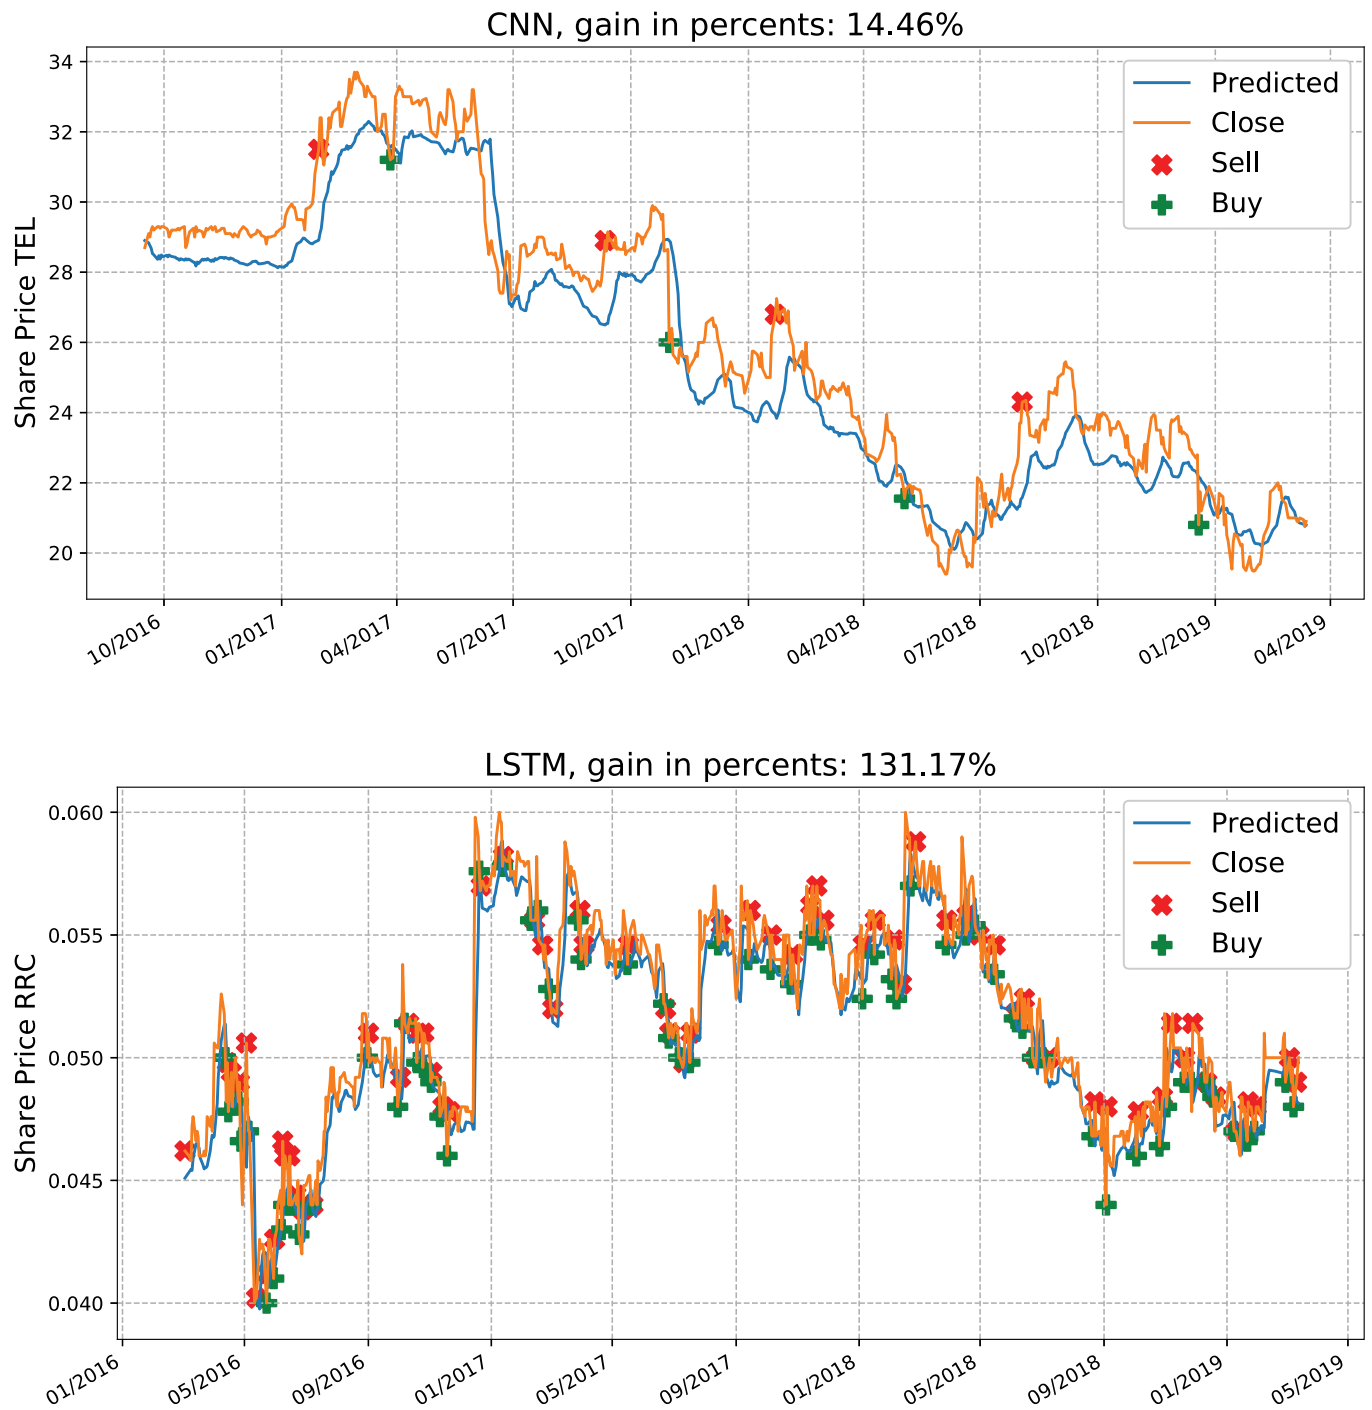 CNN, gain in percents: 14.46%
Share Price TEL
34
32
30
28
26
24
22
20
Predicted
Close
Sell
Buy
10/2016
01/2017
04/2017
07/2017
10/2017
01/2018
04/2018
07/2018
10/2018
01/2019
04/2019
LSTM, gain in percents: 131.17%
Share Price RRC
0.060
0.055
0.050
0.045
0.040
Predicted
Close
Sell
Buy
01/2016
05/2016
09/2016
01/2017
05/2017
09/2017
01/2018
05/2018
09/2018
01/2019
05/2019